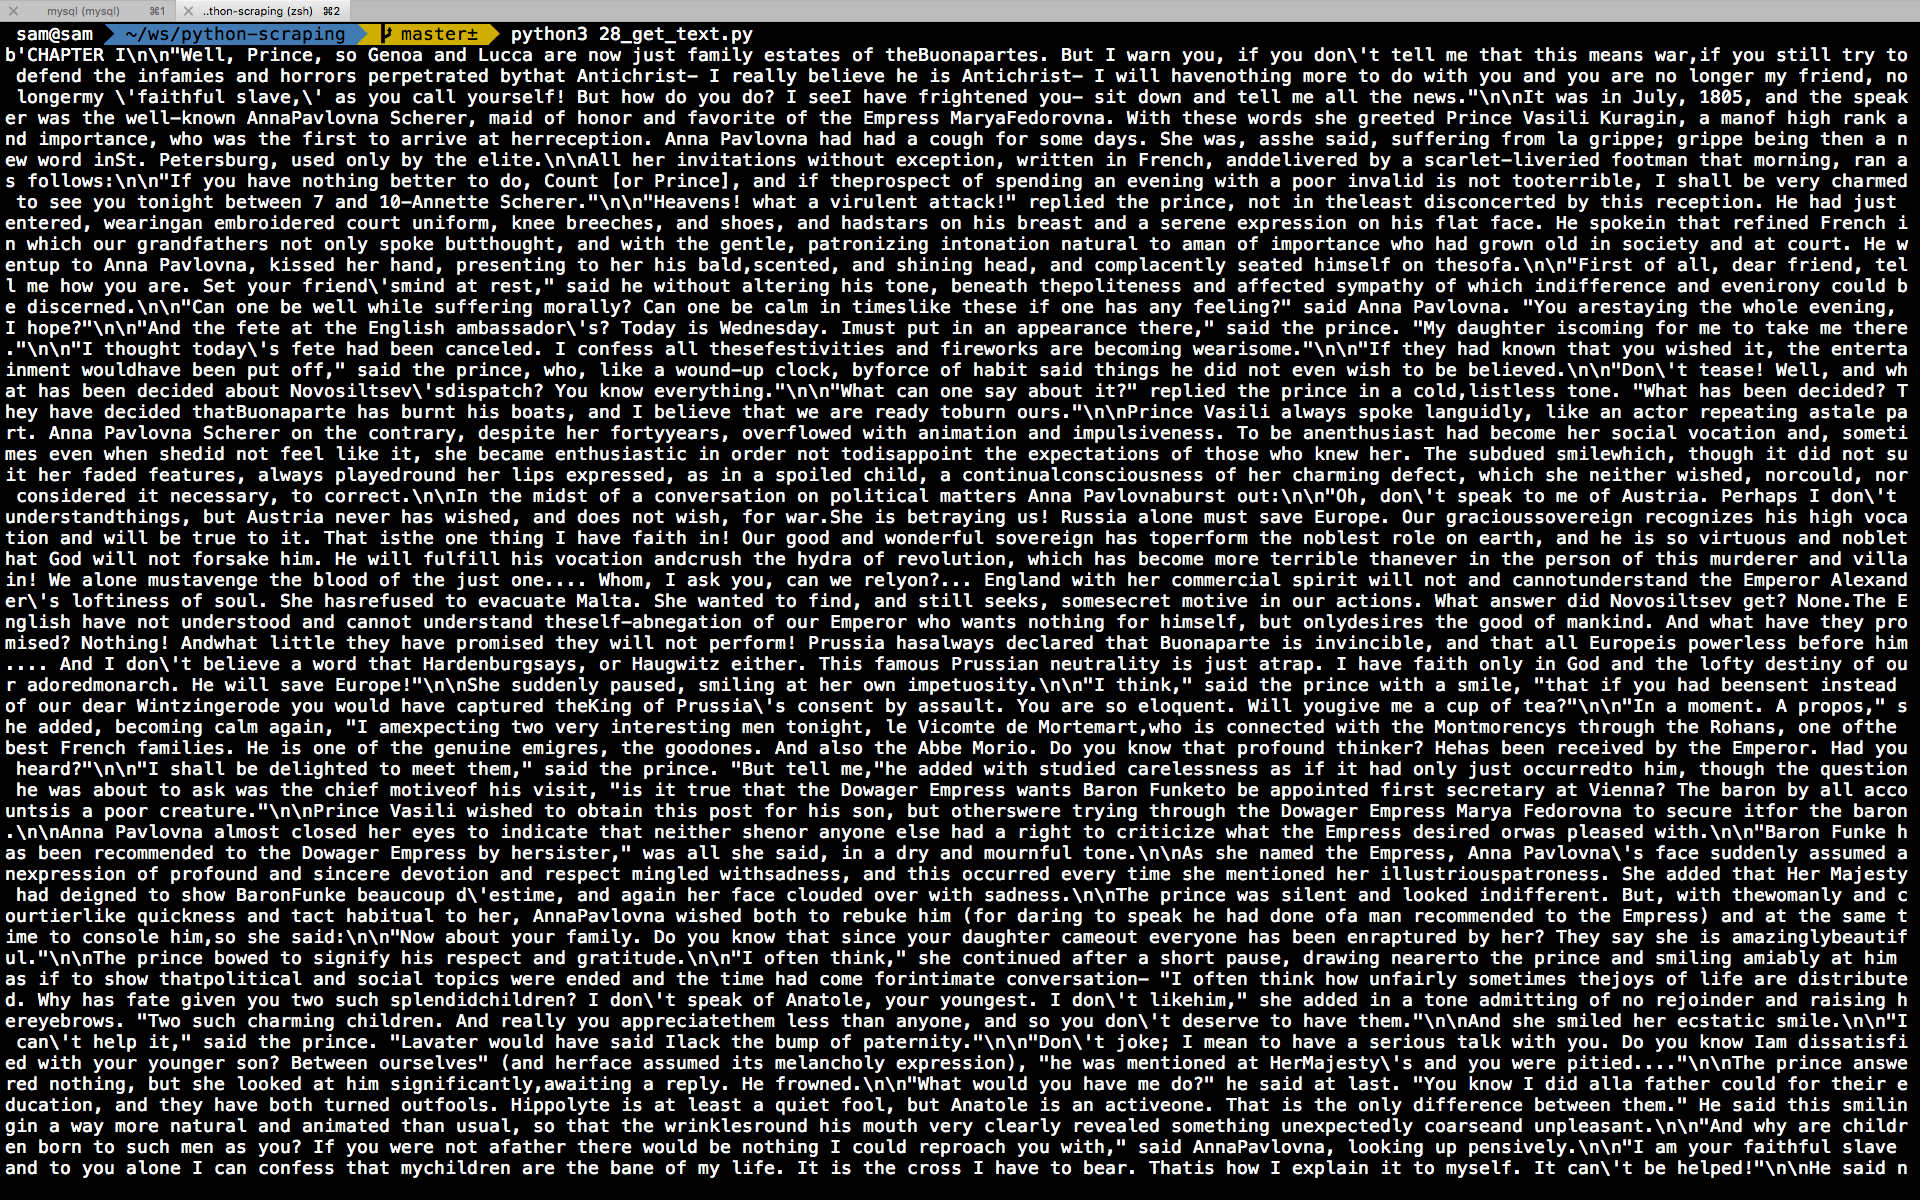 mysql (mysql) ⌘1 ..thon-scraping (zsh) ⌘2
sam@sam ~/ws/python-scraping master± python3 28_get_text.py
b'CHAPTER I\n\n"Well, Prince, so Genoa and Lucca are now just family estates of theBuonapartes. But I warn you, if you don\'t tell me that this means war,if you still try to
defend the infamies and horrors perpetrated bythat Antichrist- I really believe he is Antichrist- I will havenothing more to do with you and you are no longer my friend, no
longermy \'faithful slave,\' as you call yourself! But how do you do? I seeI have frightened you- sit down and tell me all the news."\n\nIt was in July, 1805, and the speak
er was the well-known AnnaPavlovna Scherer, maid of honor and favorite of the Empress MaryaFedorovna. With these words she greeted Prince Vasili Kuragin, a manof high rank a
nd importance, who was the first to arrive at herreception. Anna Pavlovna had had a cough for some days. She was, asshe said, suffering from la grippe; grippe being then a n
ew word inSt. Petersburg, used only by the elite.\n\nAll her invitations without exception, written in French, anddelivered by a scarlet-liveried footman that morning, ran a
s follows:\n\n"If you have nothing better to do, Count [or Prince], and if theprospect of spending an evening with a poor invalid is not tooterrible, I shall be very charmed
to see you tonight between 7 and 10-Annette Scherer."\n\n"Heavens! what a virulent attack!" replied the prince, not in theleast disconcerted by this reception. He had just
entered, wearingan embroidered court uniform, knee breeches, and shoes, and hadstars on his breast and a serene expression on his flat face. He spokein that refined French i
n which our grandfathers not only spoke butthought, and with the gentle, patronizing intonation natural to aman of importance who had grown old in society and at court. He w
entup to Anna Pavlovna, kissed her hand, presenting to her his bald,scented, and shining head, and complacently seated himself on thesofa.\n\n"First of all, dear friend, tel
l me how you are. Set your friend\'smind at rest," said he without altering his tone, beneath thepoliteness and affected sympathy of which indifference and evenirony could b
e discerned.\n\n"Can one be well while suffering morally? Can one be calm in timeslike these if one has any feeling?" said Anna Pavlovna. "You arestaying the whole evening,
I hope?"\n\n"And the fete at the English ambassador\'s? Today is Wednesday. Imust put in an appearance there," said the prince. "My daughter iscoming for me to take me there
."\n\n"I thought today\'s fete had been canceled. I confess all thesefestivities and fireworks are becoming wearisome."\n\n"If they had known that you wished it, the enterta
inment wouldhave been put off," said the prince, who, like a wound-up clock, byforce of habit said things he did not even wish to be believed.\n\n"Don\'t tease! Well, and wh
at has been decided about Novosiltsev\'sdispatch? You know everything."\n\n"What can one say about it?" replied the prince in a cold,listless tone. "What has been decided? T
hey have decided thatBuonaparte has burnt his boats, and I believe that we are ready toburn ours."\n\nPrince Vasili always spoke languidly, like an actor repeating astale pa
rt. Anna Pavlovna Scherer on the contrary, despite her fortyyears, overflowed with animation and impulsiveness. To be anenthusiast had become her social vocation and, someti
mes even when shedid not feel like it, she became enthusiastic in order not todisappoint the expectations of those who knew her. The subdued smilewhich, though it did not su
it her faded features, always playedround her lips expressed, as in a spoiled child, a continualconsciousness of her charming defect, which she neither wished, norcould, nor
considered it necessary, to correct.\n\nIn the midst of a conversation on political matters Anna Pavlovnaburst out:\n\n"Oh, don\'t speak to me of Austria. Perhaps I don\'t
understandthings, but Austria never has wished, and does not wish, for war.She is betraying us! Russia alone must save Europe. Our gracioussovereign recognizes his high voca
tion and will be true to it. That isthe one thing I have faith in! Our good and wonderful sovereign has toperform the noblest role on earth, and he is so virtuous and noblet
hat God will not forsake him. He will fulfill his vocation andcrush the hydra of revolution, which has become more terrible thanever in the person of this murderer and villa
in! We alone mustavenge the blood of the just one.... Whom, I ask you, can we relyon?... England with her commercial spirit will not and cannotunderstand the Emperor Alexand
er\'s loftiness of soul. She hasrefused to evacuate Malta. She wanted to find, and still seeks, somesecret motive in our actions. What answer did Novosiltsev get? None.The E
nglish have not understood and cannot understand theself-abnegation of our Emperor who wants nothing for himself, but onlydesires the good of mankind. And what have they pro
mised? Nothing! Andwhat little they have promised they will not perform! Prussia hasalways declared that Buonaparte is invincible, and that all Europeis powerless before him
.... And I don\'t believe a word that Hardenburgsays, or Haugwitz either. This famous Prussian neutrality is just atrap. I have faith only in God and the lofty destiny of ou
r adoredmonarch. He will save Europe!"\n\nShe suddenly paused, smiling at her own impetuosity.\n\n"I think," said the prince with a smile, "that if you had beensent instead
of our dear Wintzingerode you would have captured theKing of Prussia\'s consent by assault. You are so eloquent. Will yougive me a cup of tea?"\n\n"In a moment. A propos," s
he added, becoming calm again, "I amexpecting two very interesting men tonight, le Vicomte de Mortemart,who is connected with the Montmorencys through the Rohans, one ofthe
best French families. He is one of the genuine emigres, the goodones. And also the Abbe Morio. Do you know that profound thinker? Hehas been received by the Emperor. Had you
heard?"\n\n"I shall be delighted to meet them," said the prince. "But tell me,"he added with studied carelessness as if it had only just occurredto him, though the question
he was about to ask was the chief motiveof his visit, "is it true that the Dowager Empress wants Baron Funketo be appointed first secretary at Vienna? The baron by all acco
untsis a poor creature."\n\nPrince Vasili wished to obtain this post for his son, but otherswere trying through the Dowager Empress Marya Fedorovna to secure itfor the baron
.\n\nAnna Pavlovna almost closed her eyes to indicate that neither shenor anyone else had a right to criticize what the Empress desired orwas pleased with.\n\n"Baron Funke h
as been recommended to the Dowager Empress by hersister," was all she said, in a dry and mournful tone.\n\nAs she named the Empress, Anna Pavlovna\'s face suddenly assumed a
nexpression of profound and sincere devotion and respect mingled withsadness, and this occurred every time she mentioned her illustriouspatroness. She added that Her Majesty
had deigned to show BaronFunke beaucoup d\'estime, and again her face clouded over with sadness.\n\nThe prince was silent and looked indifferent. But, with thewomanly and c
ourtierlike quickness and tact habitual to her, AnnaPavlovna wished both to rebuke him (for daring to speak he had done ofa man recommended to the Empress) and at the same t
ime to console him,so she said:\n\n"Now about your family. Do you know that since your daughter cameout everyone has been enraptured by her? They say she is amazinglybeautif
ul."\n\nThe prince bowed to signify his respect and gratitude.\n\n"I often think," she continued after a short pause, drawing nearerto the prince and smiling amiably at him
as if to show thatpolitical and social topics were ended and the time had come forintimate conversation- "I often think how unfairly sometimes thejoys of life are distribute
d. Why has fate given you two such splendidchildren? I don\'t speak of Anatole, your youngest. I don\'t likehim," she added in a tone admitting of no rejoinder and raising h
ereyebrows. "Two such charming children. And really you appreciatethem less than anyone, and so you don\'t deserve to have them."\n\nAnd she smiled her ecstatic smile.\n\n"I
can\'t help it," said the prince. "Lavater would have said Ilack the bump of paternity."\n\n"Don\'t joke; I mean to have a serious talk with you. Do you know Iam dissatisfi
ed with your younger son? Between ourselves" (and herface assumed its melancholy expression), "he was mentioned at HerMajesty\'s and you were pitied...."\n\nThe prince answe
red nothing, but she looked at him significantly,awaiting a reply. He frowned.\n\n"What would you have me do?" he said at last. "You know I did alla father could for their e
ducation, and they have both turned outfools. Hippolyte is at least a quiet fool, but Anatole is an activeone. That is the only difference between them." He said this smilin
gin a way more natural and animated than usual, so that the wrinklesround his mouth very clearly revealed something unexpectedly coarseand unpleasant.\n\n"And why are childr
en born to such men as you? If you were not afather there would be nothing I could reproach you with," said AnnaPavlovna, looking up pensively.\n\n"I am your faithful slave
and to you alone I can confess that mychildren are the bane of my life. It is the cross I have to bear. Thatis how I explain it to myself. It can\'t be helped!"\n\nHe said n